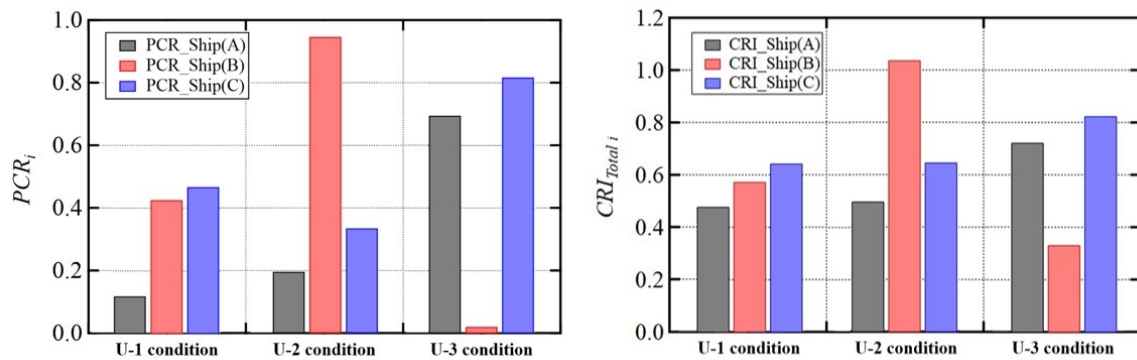 1.0
0.8
0.6
0.4
0.2
0.0
PCR_i
PCR_Ship(A)
PCR_Ship(B)
PCR_Ship(C)
U-1 condition
U-2 condition
U-3 condition
1.2
1.0
0.8
0.6
0.4
0.2
0.0
CRI_Total i
CRI_Ship(A)
CRI_Ship(B)
CRI_Ship(C)
U-1 condition
U-2 condition
U-3 condition